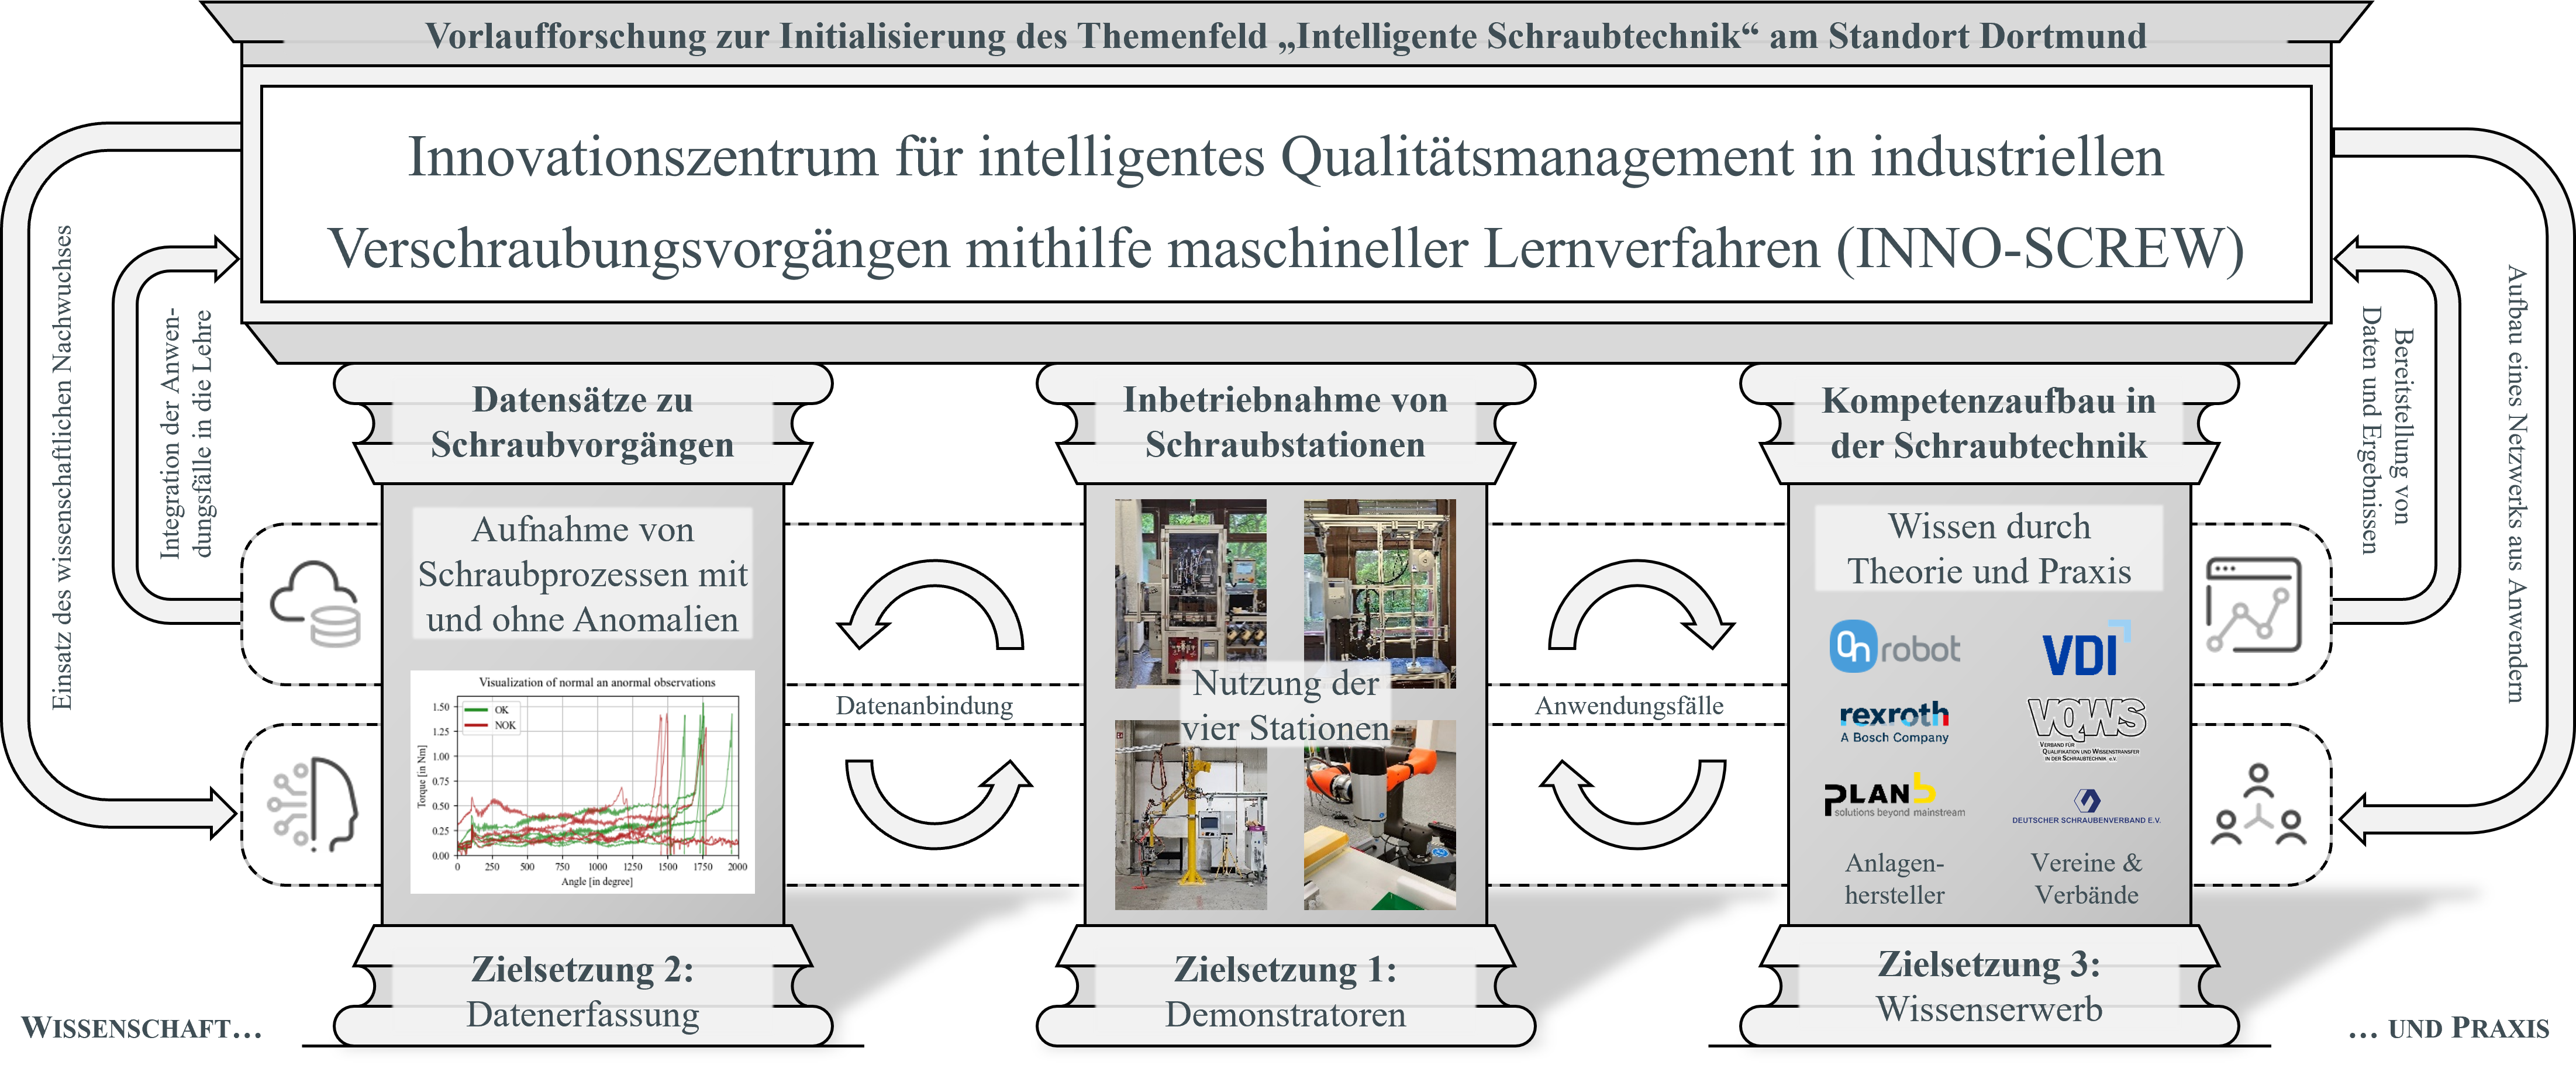 Vorlaufforschung zur Initialisierung des Themenfeld „Intelligente Schraubtechnik“ am Standort Dortmund
Innovationszentrum für intelligentes Qualitätsmanagement in industriellen
Verschraubungsvorgängen mithilfe maschineller Lernverfahren (INNO-SCREW)
Einsatz des wissenschaftlichen Nachwuchses
Integration der Anwen-
dungsfälle in die Lehre
Datensätze zu
Schraubvorgängen
Aufnahme von
Schraubprozessen mit
und ohne Anomalien
Visualization of normal an anormal observations
OK
NOK
Torque [in Nm]
1.50
1.25
1.00
0.75
0.50
0.25
0.00
0 250 500 750 1000 1250 1500 1750 2000
Angle [in degree]
Zielsetzung 2:
Datenerfassung
Datenanbindung
Inbetriebnahme von
Schraubstationen
Nutzung der
vier Stationen
Zielsetzung 1:
Demonstratoren
Anwendungsfälle
Kompetenzaufbau in
der Schraubtechnik
Wissen durch
Theorie und Praxis
On robot
VDI
rexroth
A Bosch Company
VQWS
VERBAND FÜR
QUALIFIKATION UND WISSENSTRANSFER
IN DER SCHRAUBTECHNIK e.V.
PLANb
solutions beyond mainstream
DEUTSCHER SCHRAUBENVERBAND E.V.
Anlagen-
hersteller
Vereine &
Verbände
Zielsetzung 3:
Wissenserwerb
Bereitstellung von
Daten und Ergebnissen
Aufbau eines Netzwerks aus Anwendern
WISSENSCHAFT…
… UND PRAXIS